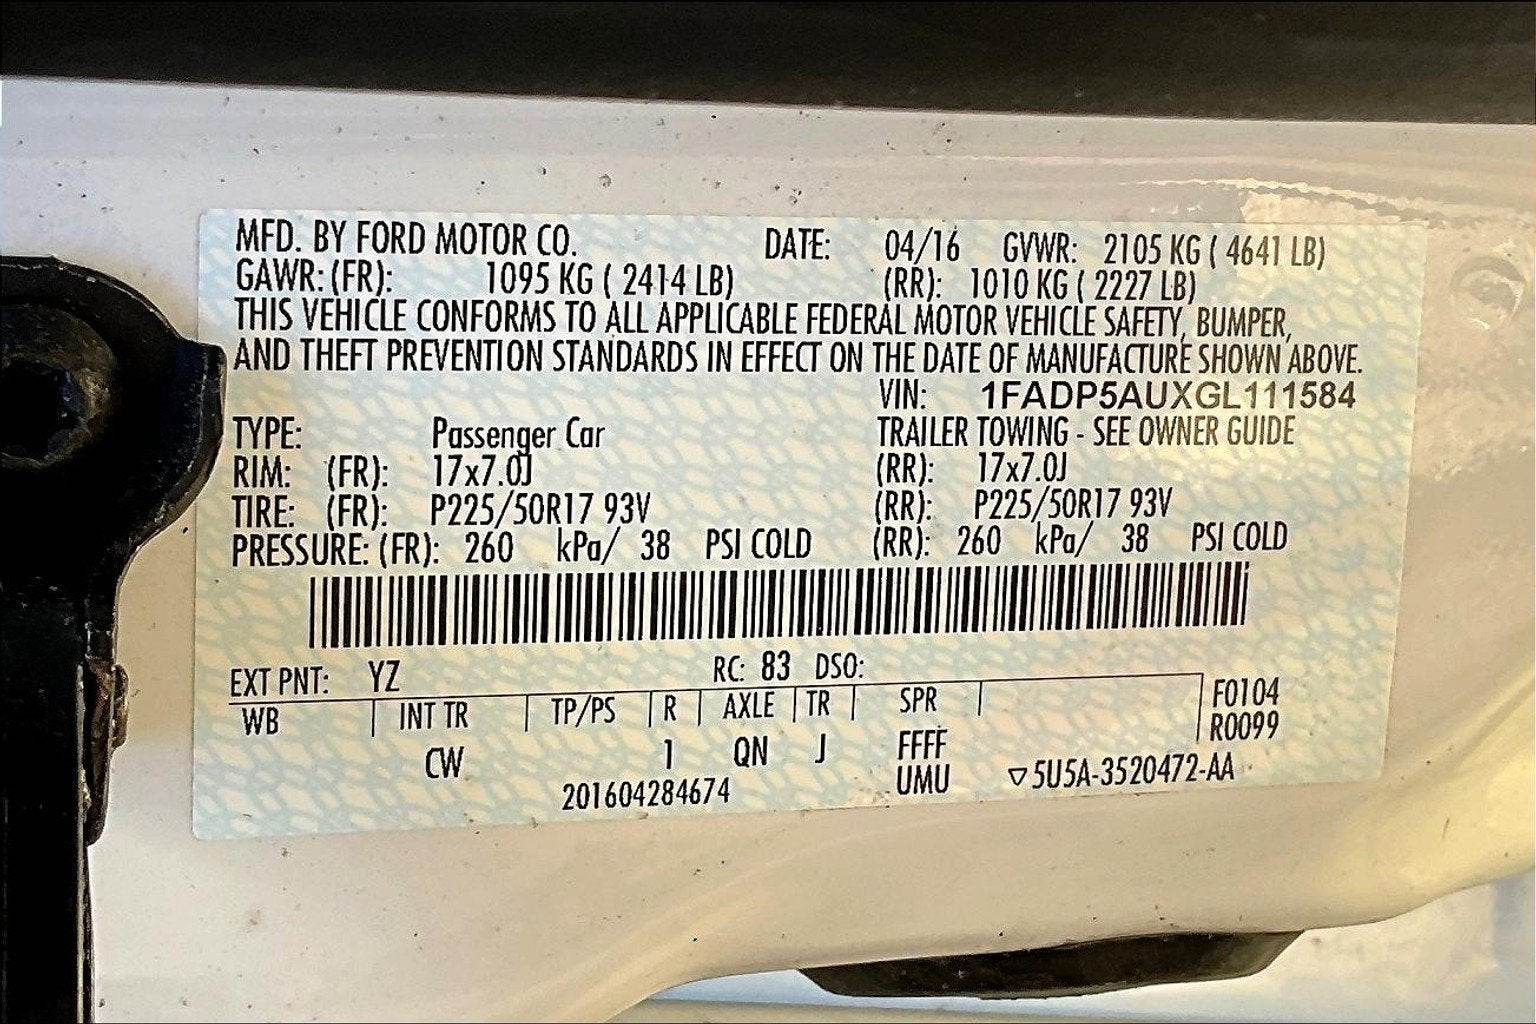 MFD. BY FORD MOTOR CO. DATE: 04/16 GVWR: 2105 KG ( 4641 LB)
GAWR: (FR): 1095 KG ( 2414 LB) (RR): 1010 KG ( 2227 LB)
THIS VEHICLE CONFORMS TO ALL APPLICABLE FEDERAL MOTOR VEHICLE SAFETY, BUMPER,
AND THEFT PREVENTION STANDARDS IN EFFECT ON THE DATE OF MANUFACTURE SHOWN ABOVE.
VIN: 1FADP5AUXGL111584
TYPE: Passenger Car TRAILER TOWING - SEE OWNER GUIDE
RIM: (FR): 17x7.0J (RR): 17x7.0J
TIRE: (FR): P225/50R17 93V (RR): P225/50R17 93V
PRESSURE: (FR): 260 kPa/ 38 PSI COLD (RR): 260 kPa/ 38 PSI COLD
EXT PNT: YZ RC: 83 DSO:
WB INT TR TP/PS R AXLE TR SPR F0104
R0099
CW 1 QN J FFFF
201604284674 UMU ▽5U5A-3520472-AA